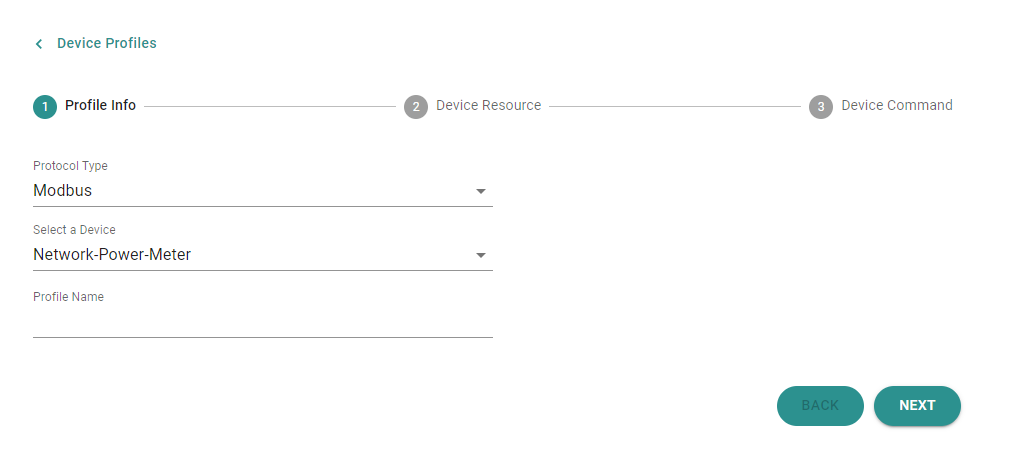 Device Profiles
1 Profile Info 2 Device Resource 3 Device Command
Protocol Type
Modbus
Select a Device
Network-Power-Meter
Profile Name
BACK NEXT